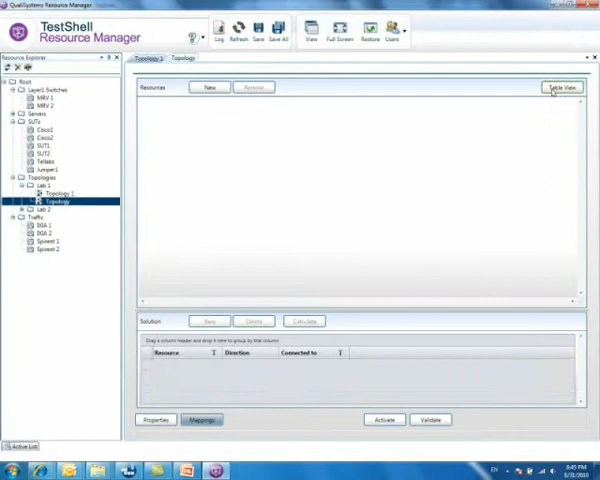 QualiSystems Resource Manager
TestShell
Resource Manager
Log
Refresh
Save
Save All
View
Full Screen
Restore
Users
Resource Explorer
Topology 1
Topology
Root
Layer1 Switches
MRV 1
MRV 2
Servers
SUTs
Cisco1
Cisco2
SUT1
SUT2
Tellabs
Juniper1
Topologies
Lab 1
Topology 1
Topology
Lab 2
Traffic
IXIA 1
IXIA 2
Spirent 1
Spirent 2
Resources
New
Remove
Table View
Solution
New
Delete
Calculate
Drag a column header and drop it here to group by that column
Resource
Direction
Connected to
Properties
Mappings
Activate
Validate
Active List
EN
6:45 PM
5/31/2010